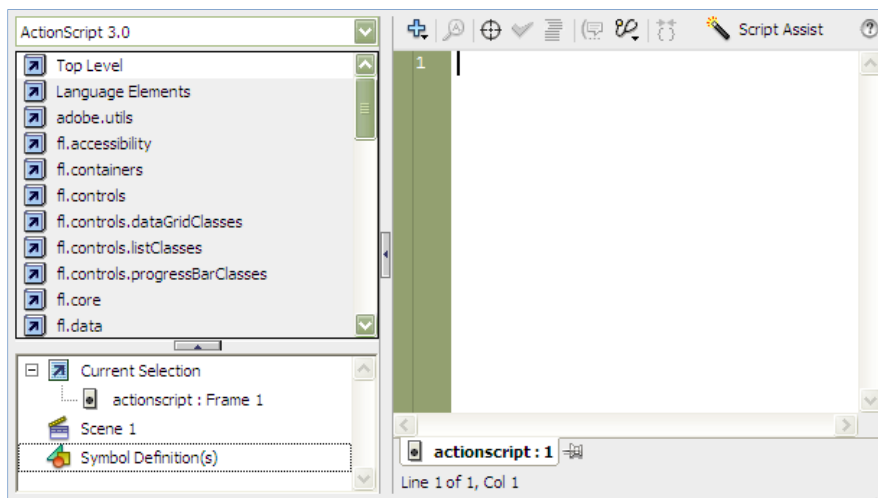 ActionScript 3.0
Top Level
Language Elements
adobe.utils
fl.accessibility
fl.containers
fl.controls
fl.controls.dataGridClasses
fl.controls.listClasses
fl.controls.progressBarClasses
fl.core
fl.data
Current Selection
actionscript : Frame 1
Scene 1
Symbol Definition(s)
Script Assist
1
actionscript : 1
Line 1 of 1, Col 1